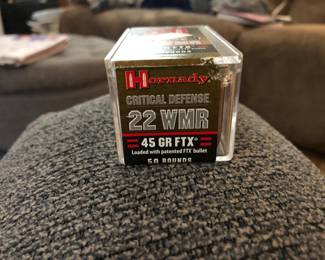 Hornady
CRITICAL DEFENSE
22 WMR
45 GR FTX®
Loaded with patented FTX® bullet
50 ROUNDS